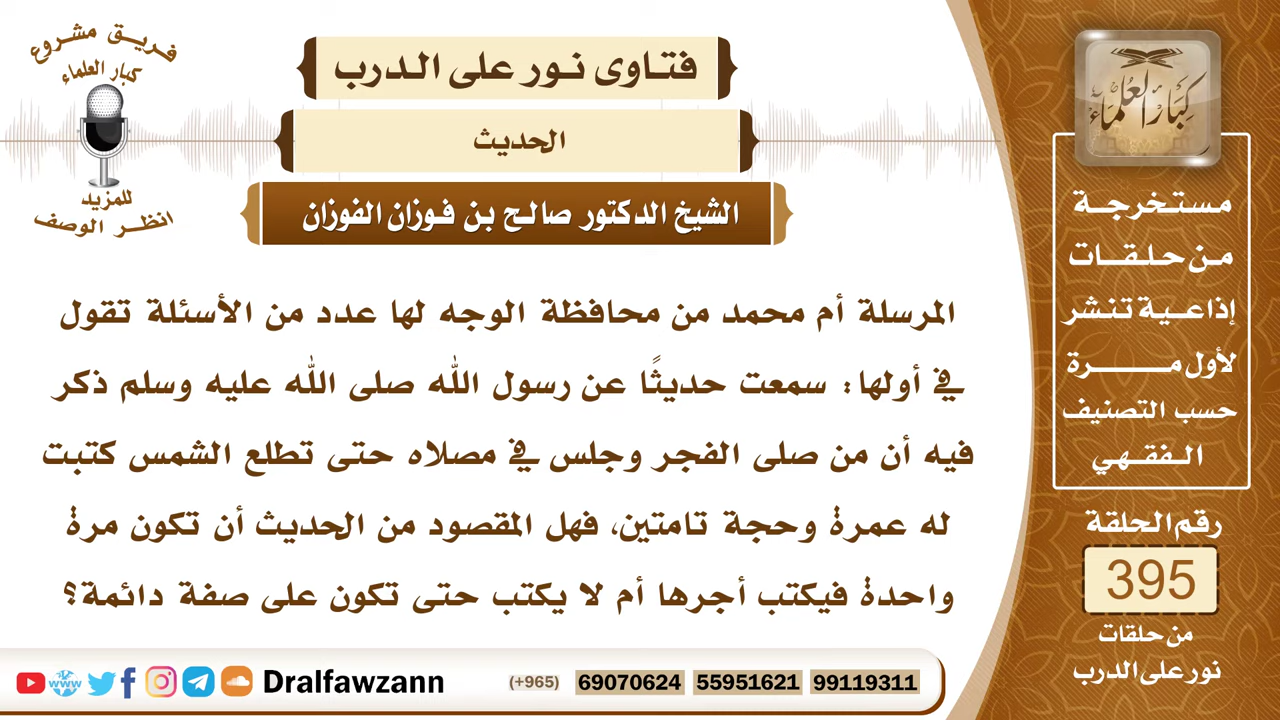 فريق مشروع
كبار العلماء
للمزيد
انظر الوصف
فتاوى نور على الدرب
الحديث
الشيخ الدكتور صالح بن فوزان الفوزان
المرسلة أم محمد من محافظة الوجه لها عدد من الأسئلة تقول
في أولها: سمعت حديثًا عن رسول الله صلى الله عليه وسلم ذكر
فيه أن من صلى الفجر وجلس في مصلاه حتى تطلع الشمس كتبت
له عمرة وحجة تامتين، فهل المقصود من الحديث أن تكون مرة
واحدة فيكتب أجرها أم لا يكتب حتى تكون على صفة دائمة؟
كبار العلماء
مستخرجة
من حلقات
إذاعية تنشر
لأول مرة
حسب التصنيف
الفقهي
رقم الحلقة
395
من حلقات
نور على الدرب
www
Dralfawzann (+965) 69070624 55951621 99119311